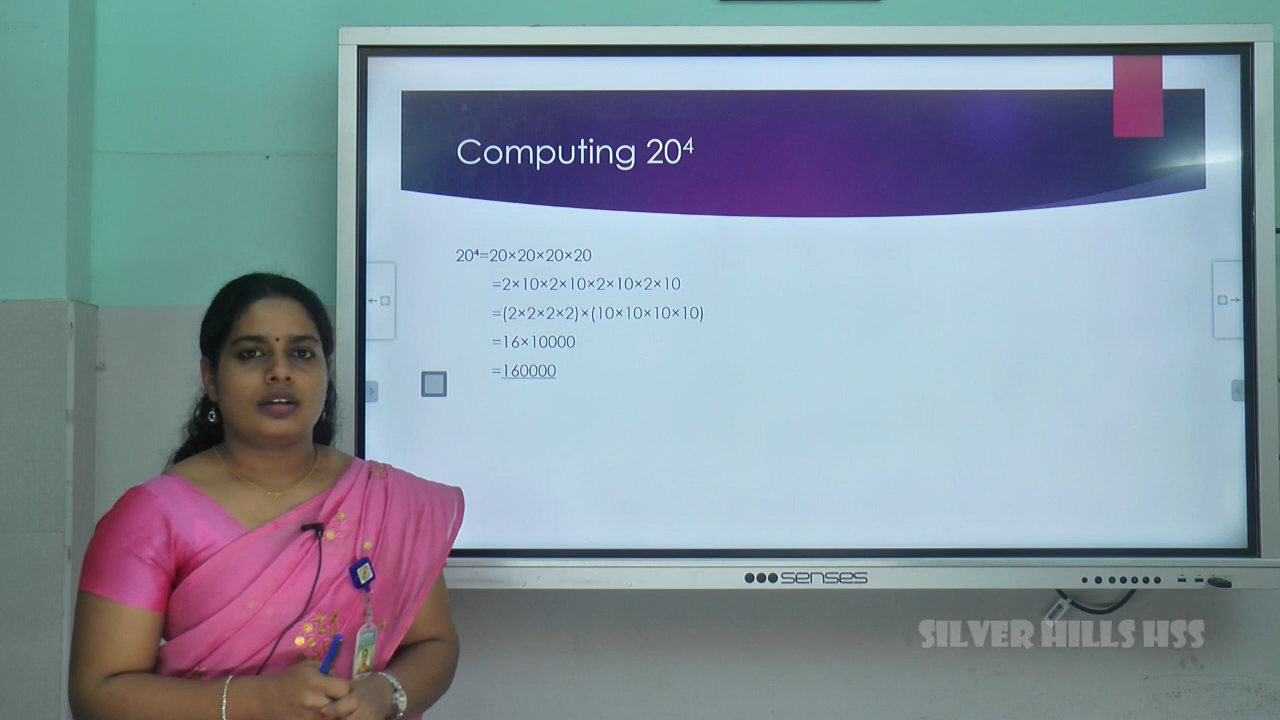 Computing 20⁴
20⁴=20×20×20×20
=2×10×2×10×2×10×2×10
=(2×2×2×2)×(10×10×10×10)
=16×10000
=160000
senses
SILVER HILLS HSS